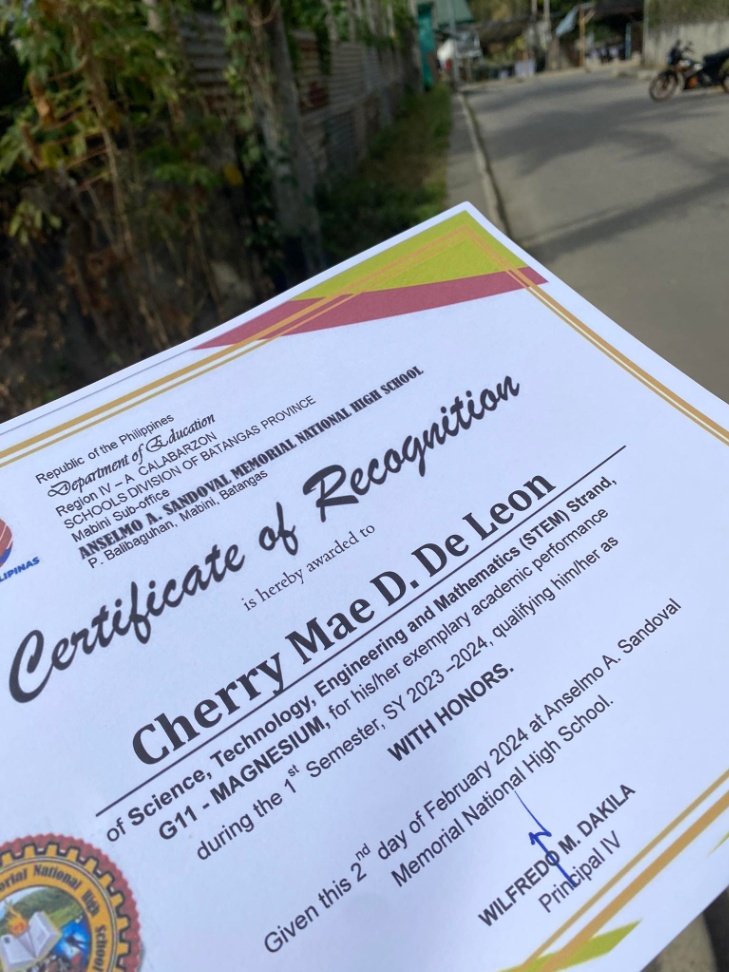 Republic of the Philippines
Department of Education
Region IV – A CALABARZON
SCHOOLS DIVISION OF BATANGAS PROVINCE
Mabini Sub-office
ANSELMO A. SANDOVAL MEMORIAL NATIONAL HIGH SCHOOL
P. Balibaguhan, Mabini, Batangas
Certificate of Recognition
is hereby awarded to
Cherry Mae D. De Leon
of Science, Technology, Engineering and Mathematics (STEM) Strand,
G11 - MAGNESIUM, for his/her exemplary academic performance
during the 1st Semester, SY 2023 –2024, qualifying him/her as
WITH HONORS.
Given this 2nd day of February 2024 at Anselmo A. Sandoval
Memorial National High School.
WILFREDO M. DAKILA
Principal IV
National High School